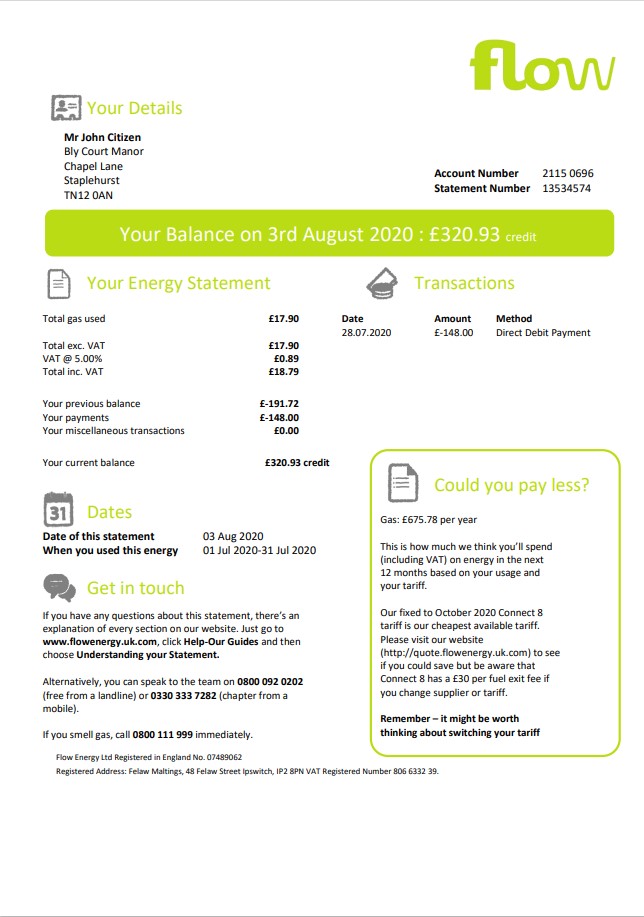 flow
Your Details
Mr John Citizen
Bly Court Manor
Chapel Lane
Staplehurst
TN12 0AN
Account Number 2115 0696
Statement Number 13534574
Your Balance on 3rd August 2020 : £320.93 credit
Your Energy Statement
Total gas used £17.90
Total exc. VAT £17.90
VAT @ 5.00% £0.89
Total inc. VAT £18.79
Your previous balance £-191.72
Your payments £-148.00
Your miscellaneous transactions £0.00
Your current balance £320.93 credit
Transactions
Date Amount Method
28.07.2020 £-148.00 Direct Debit Payment
31
Dates
Date of this statement 03 Aug 2020
When you used this energy 01 Jul 2020-31 Jul 2020
Get in touch
If you have any questions about this statement, there's an
explanation of every section on our website. Just go to
www.flowenergy.uk.com, click Help-Our Guides and then
choose Understanding your Statement.
Alternatively, you can speak to the team on 0800 092 0202
(free from a landline) or 0330 333 7282 (chapter from a
mobile).
If you smell gas, call 0800 111 999 immediately.
Could you pay less?
Gas: £675.78 per year
This is how much we think you'll spend
(including VAT) on energy in the next
12 months based on your usage and
your tariff.
Our fixed to October 2020 Connect 8
tariff is our cheapest available tariff.
Please visit our website
(http://quote.flowenergy.uk.com) to see
if you could save but be aware that
Connect 8 has a £30 per fuel exit fee if
you change supplier or tariff.
Remember – it might be worth
thinking about switching your tariff
Flow Energy Ltd Registered in England No. 07489062
Registered Address: Felaw Maltings, 48 Felaw Street Ipswitch, IP2 8PN VAT Registered Number 806 6332 39.